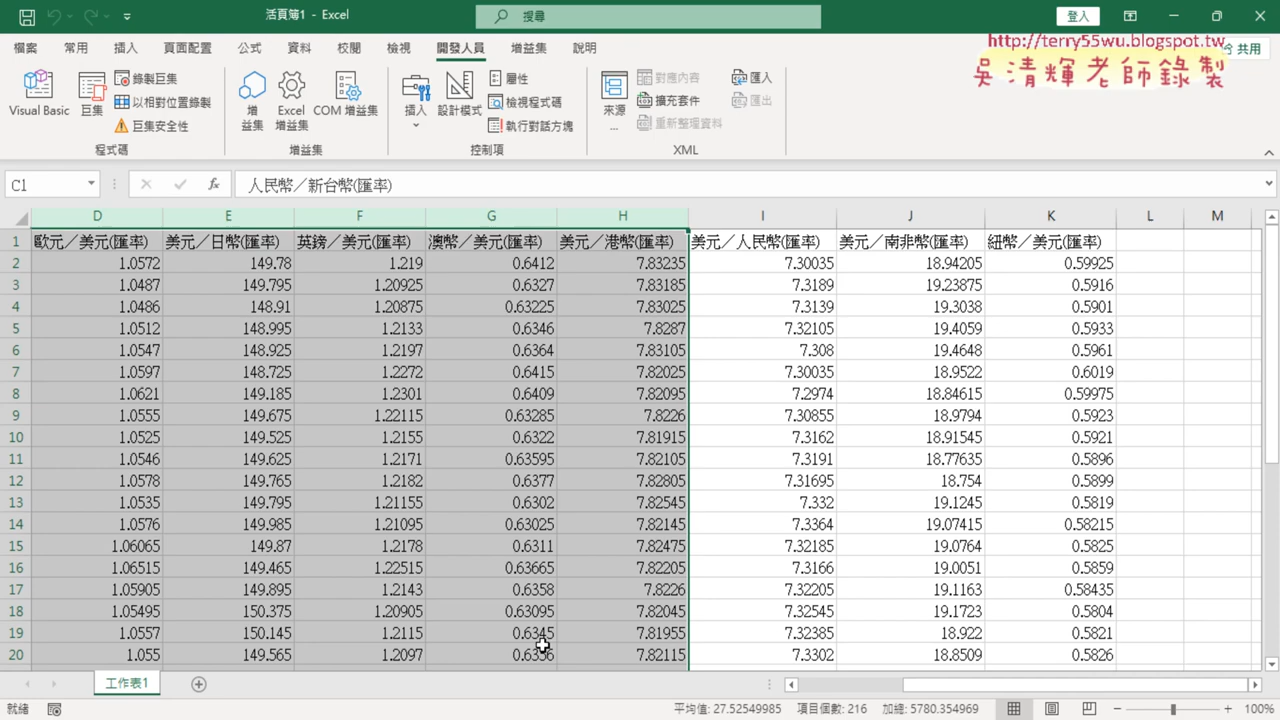 活頁簿1 - Excel
搜尋
登入
檔案 常用 插入 頁面配置 公式 資料 校閱 檢視 開發人員 增益集 說明
共用
http://terry55wu.blogspot.tw
吳清輝老師錄製
Visual Basic 巨集 錄製巨集 以相對位置錄製 巨集安全性
增益集 Excel 增益集 COM 增益集
插入 設計模式 屬性 檢視程式碼 執行對話方塊
來源... 對應內容 擴充套件 重新整理資料 匯入 匯出
程式碼 增益集 控制項 XML
C1 fx 人民幣／新台幣(匯率)
D E F G H I J K L M
1 歐元／美元(匯率) 美元／日幣(匯率) 英鎊／美元(匯率) 澳幣／美元(匯率) 美元／港幣(匯率) 美元／人民幣(匯率) 美元／南非幣(匯率) 紐幣／美元(匯率)
2 1.0572 149.78 1.219 0.6412 7.83235 7.30035 18.94205 0.59925
3 1.0487 149.795 1.20925 0.6327 7.83185 7.3189 19.23875 0.5916
4 1.0486 148.91 1.20875 0.63225 7.83025 7.3139 19.3038 0.5901
5 1.0512 148.995 1.2133 0.6346 7.8287 7.32105 19.4059 0.5933
6 1.0547 148.925 1.2197 0.6364 7.83105 7.308 19.4648 0.5961
7 1.0597 148.725 1.2272 0.6415 7.82025 7.30035 18.9522 0.6019
8 1.0621 149.185 1.2301 0.6409 7.82095 7.2974 18.84615 0.59975
9 1.0555 149.675 1.22115 0.63285 7.8226 7.30855 18.9794 0.5923
10 1.0525 149.525 1.2155 0.6322 7.81915 7.3162 18.91545 0.5921
11 1.0546 149.625 1.2171 0.63595 7.82105 7.3191 18.77635 0.5896
12 1.0578 149.765 1.2182 0.6377 7.82805 7.31695 18.754 0.5899
13 1.0535 149.795 1.21155 0.6302 7.82545 7.332 19.1245 0.5819
14 1.0576 149.985 1.21095 0.63025 7.82145 7.3364 19.07415 0.58215
15 1.06065 149.87 1.2178 0.6311 7.82475 7.32185 19.0764 0.5825
16 1.06515 149.465 1.22515 0.63665 7.82205 7.3166 19.0051 0.5859
17 1.05905 149.895 1.2143 0.6358 7.8226 7.32205 19.1163 0.58435
18 1.05495 150.375 1.20905 0.63095 7.82045 7.32545 19.1723 0.5804
19 1.0557 150.145 1.2115 0.6345 7.81955 7.32385 18.922 0.5821
20 1.055 149.565 1.2097 7.82115 7.3302 18.8509 0.5826
工作表1
就緒 平均值: 27.52549985 項目個數: 216 加總: 5780.354969 100%